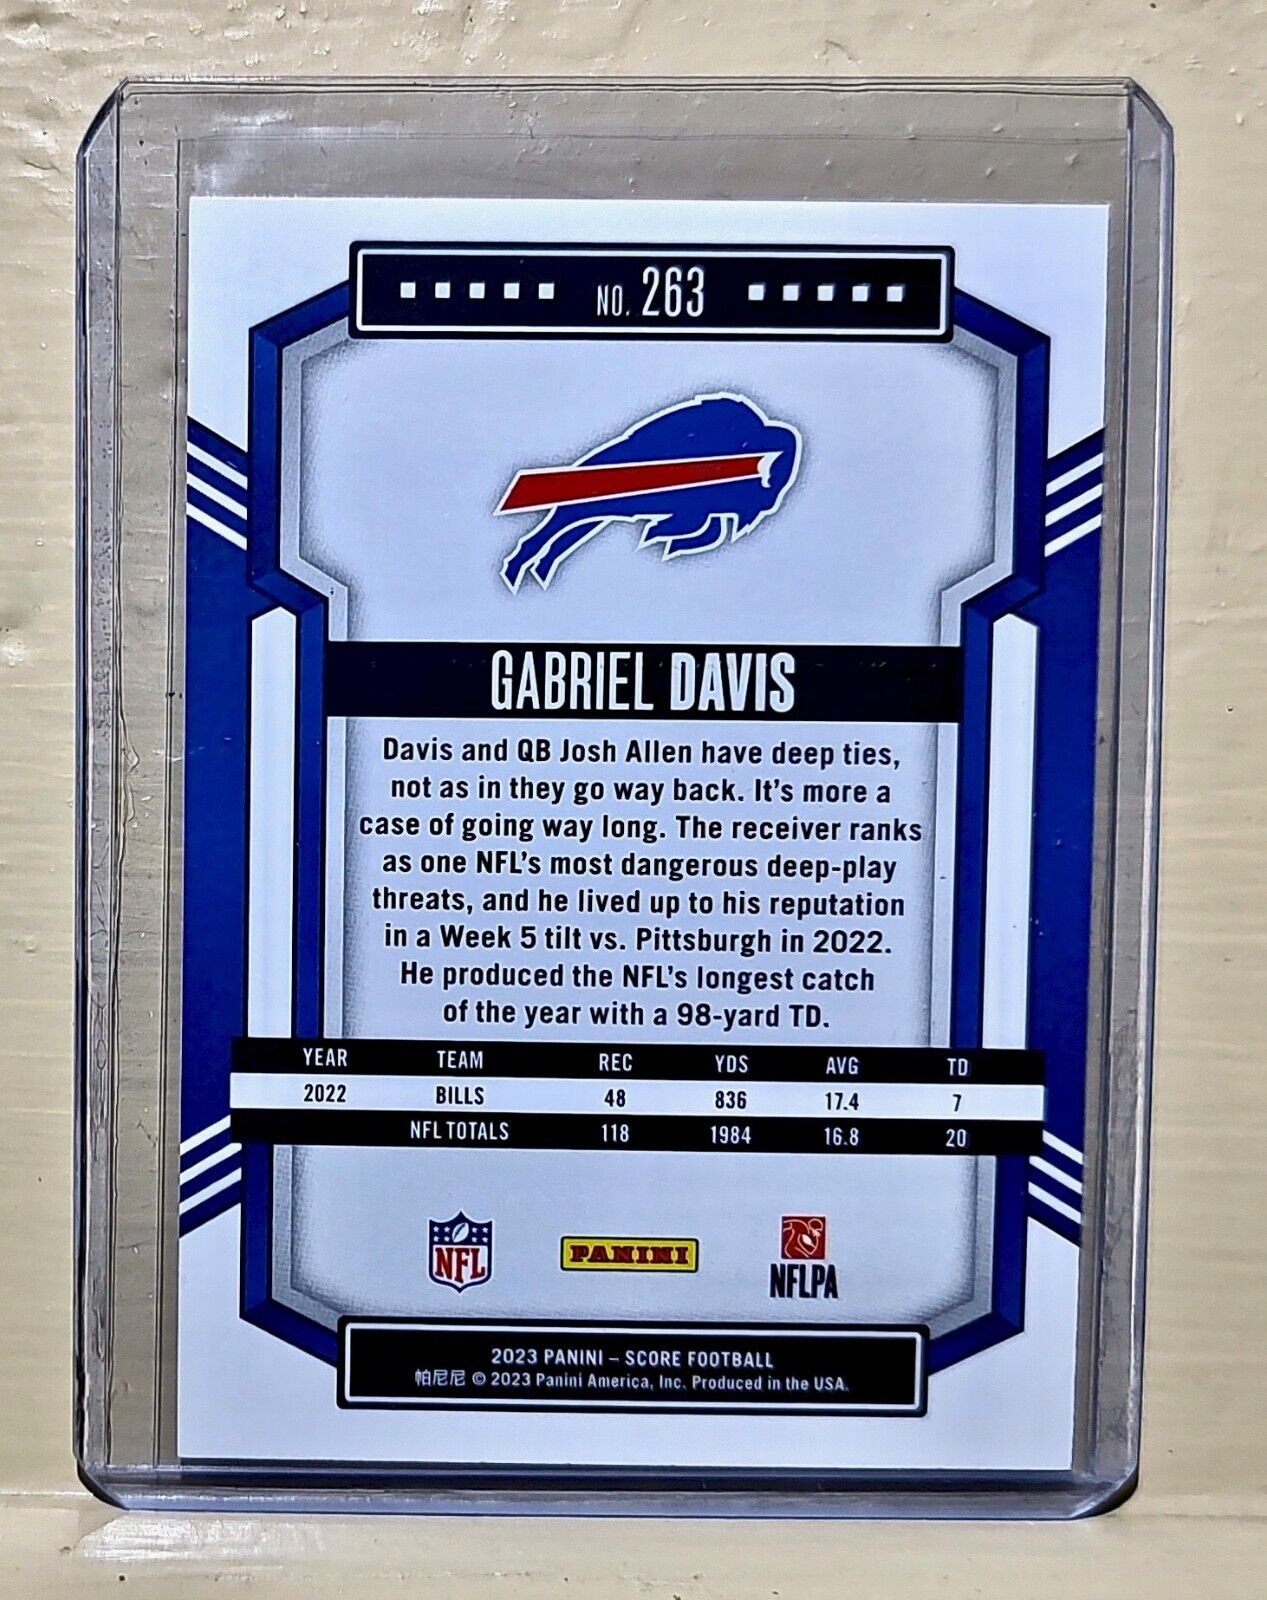 NO. 263
GABRIEL DAVIS
Davis and QB Josh Allen have deep ties,
not as in they go way back. It's more a
case of going way long. The receiver ranks
as one NFL's most dangerous deep-play
threats, and he lived up to his reputation
in a Week 5 tilt vs. Pittsburgh in 2022.
He produced the NFL's longest catch
of the year with a 98-yard TD.
YEAR TEAM REC YDS AVG TD
2022 BILLS 48 836 17.4 7
NFL TOTALS 118 1984 16.8 20
NFL PANINI NFLPA
2023 PANINI – SCORE FOOTBALL
帕尼尼 © 2023 Panini America, Inc. Produced in the USA.